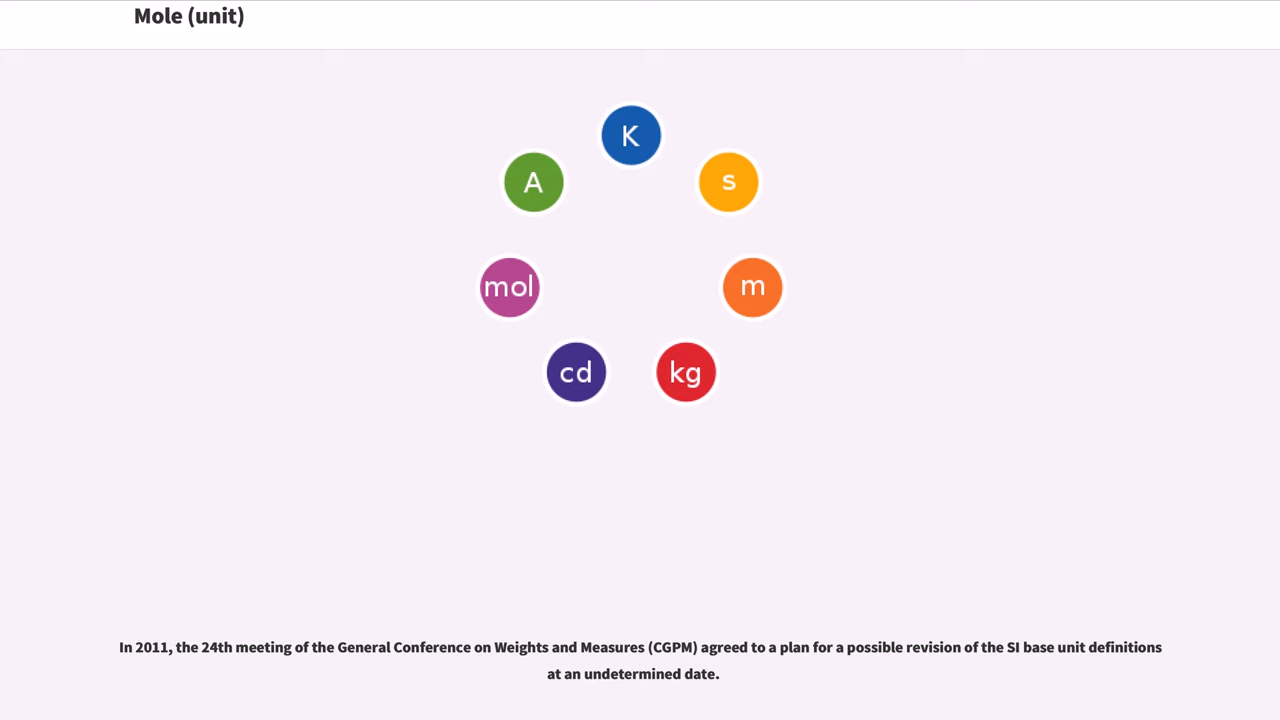 Mole (unit)
K
A
s
mol
m
cd
kg
In 2011, the 24th meeting of the General Conference on Weights and Measures (CGPM) agreed to a plan for a possible revision of the SI base unit definitions
at an undetermined date.